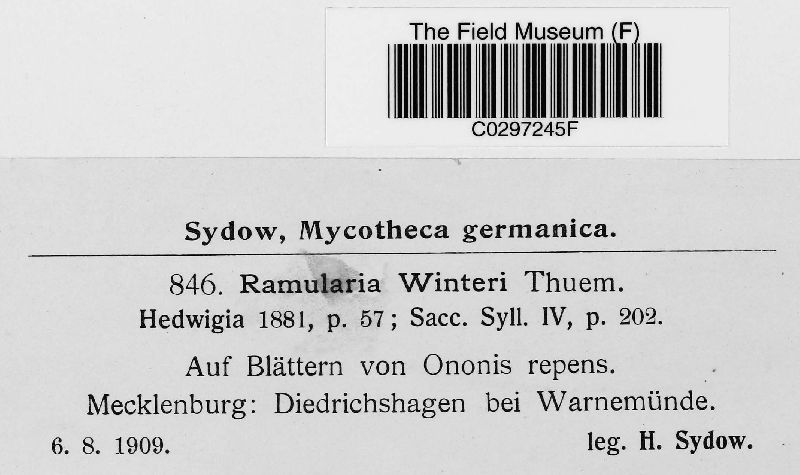 The Field Museum (F)
C0297245F
Sydow, Mycotheca germanica.
846. Ramularia Winteri Thuem.
Hedwigia 1881, p. 57; Sacc. Syll. IV, p. 202.
Auf Blättern von Ononis repens.
Mecklenburg: Diedrichshagen bei Warnemünde.
6. 8. 1909. leg. H. Sydow.